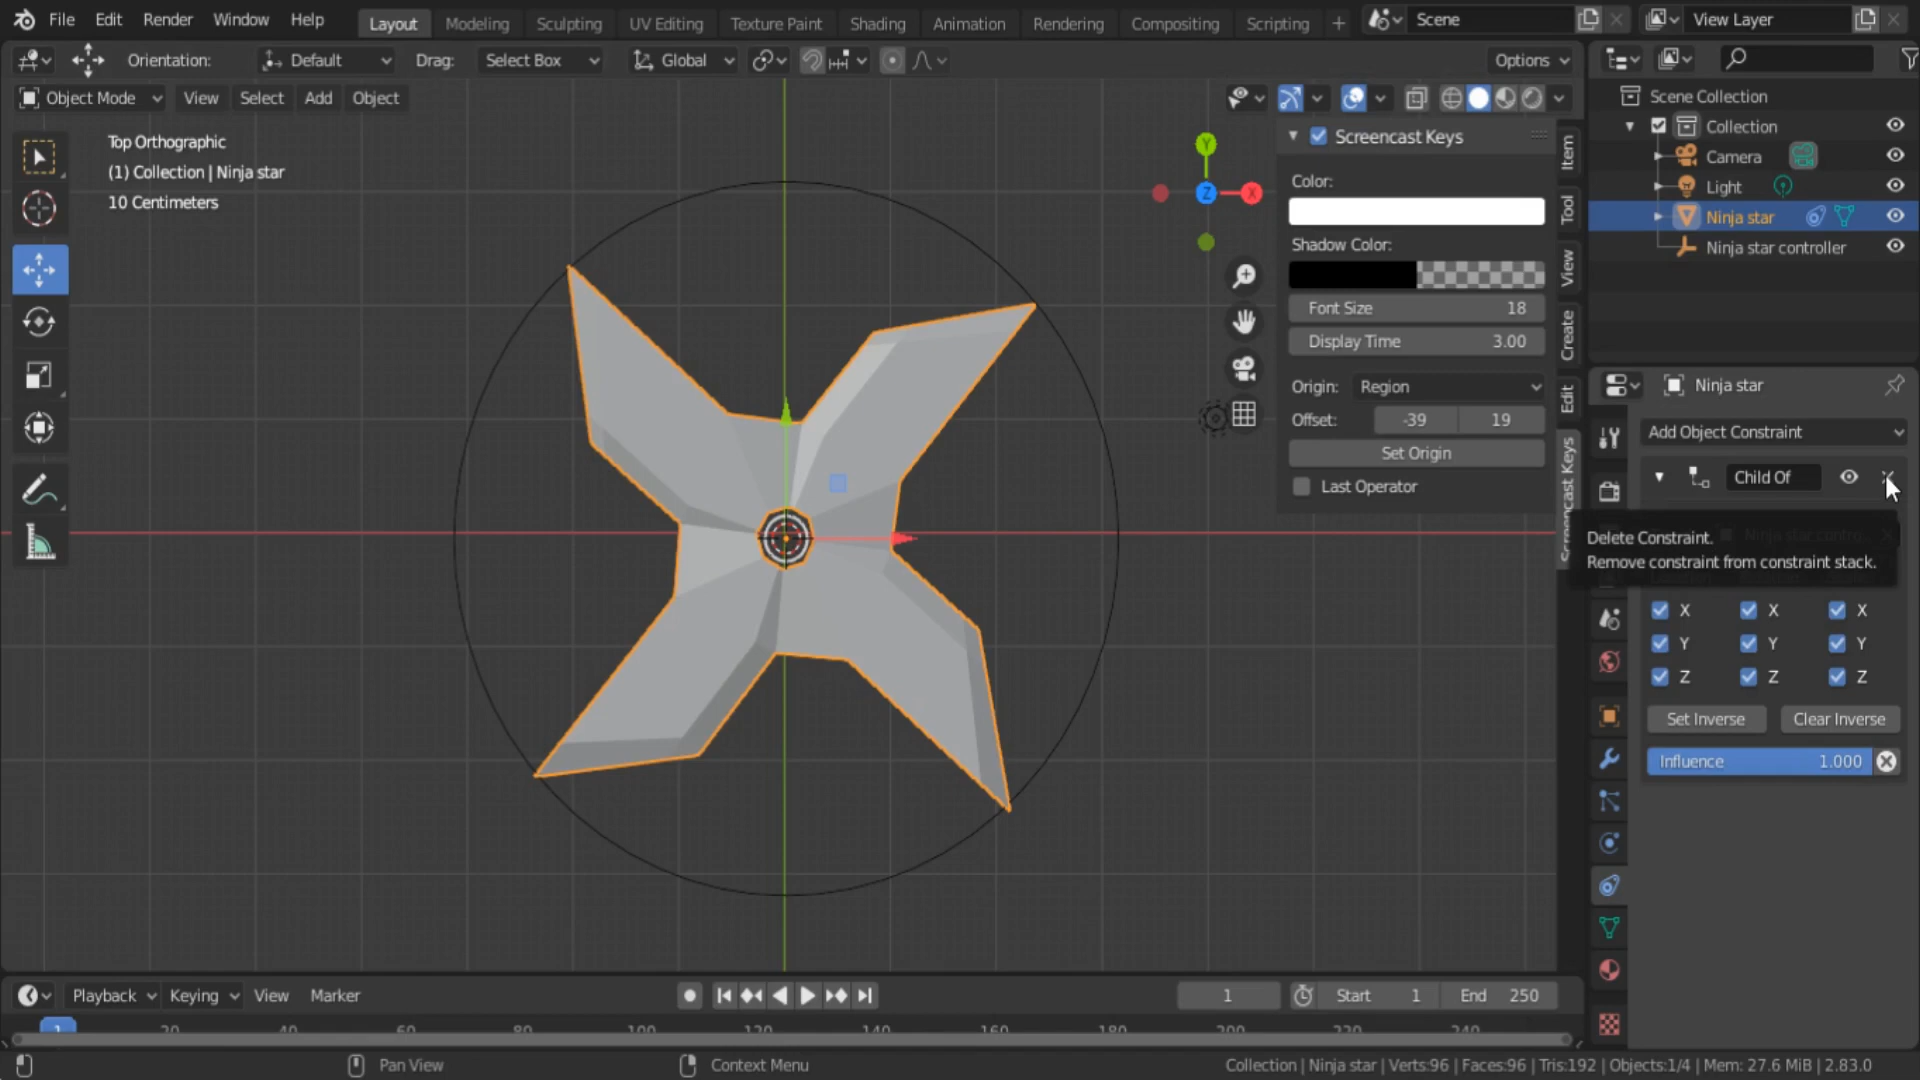 File Edit Render Window Help Layout Modeling Sculpting UV Editing Texture Paint Shading Animation Rendering Compositing Scripting + Scene View Layer
Orientation: Default Drag: Select Box Global Options
Object Mode View Select Add Object
Top Orthographic
(1) Collection | Ninja star
10 Centimeters
Y
Z X
Screencast Keys
Color:
Shadow Color:
Font Size 18
Display Time 3.00
Origin: Region
Offset: -39 19
Set Origin
Last Operator
Item
Tool
View
Create
Edit
Screencast Keys
Scene Collection
Collection
Camera
Light
Ninja star
Ninja star controller
Ninja star
Add Object Constraint
Child Of
Delete Constraint.
Remove constraint from constraint stack.
X X X
Y Y Y
Z Z Z
Set Inverse Clear Inverse
Influence 1.000
Playback Keying View Marker 1 Start 1 End 250
1 20 40 60 80 100 120 140 160 180 200 220 240
Pan View Context Menu Collection | Ninja star | Verts:96 | Faces:96 | Tris:192 | Objects:1/4 | Mem: 27.6 MiB | 2.83.0